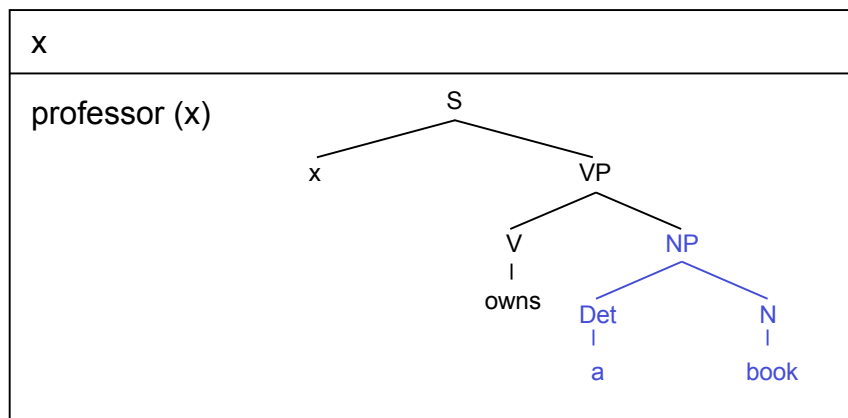 x
professor (x)
S
x
VP
V
NP
owns
Det
N
a
book